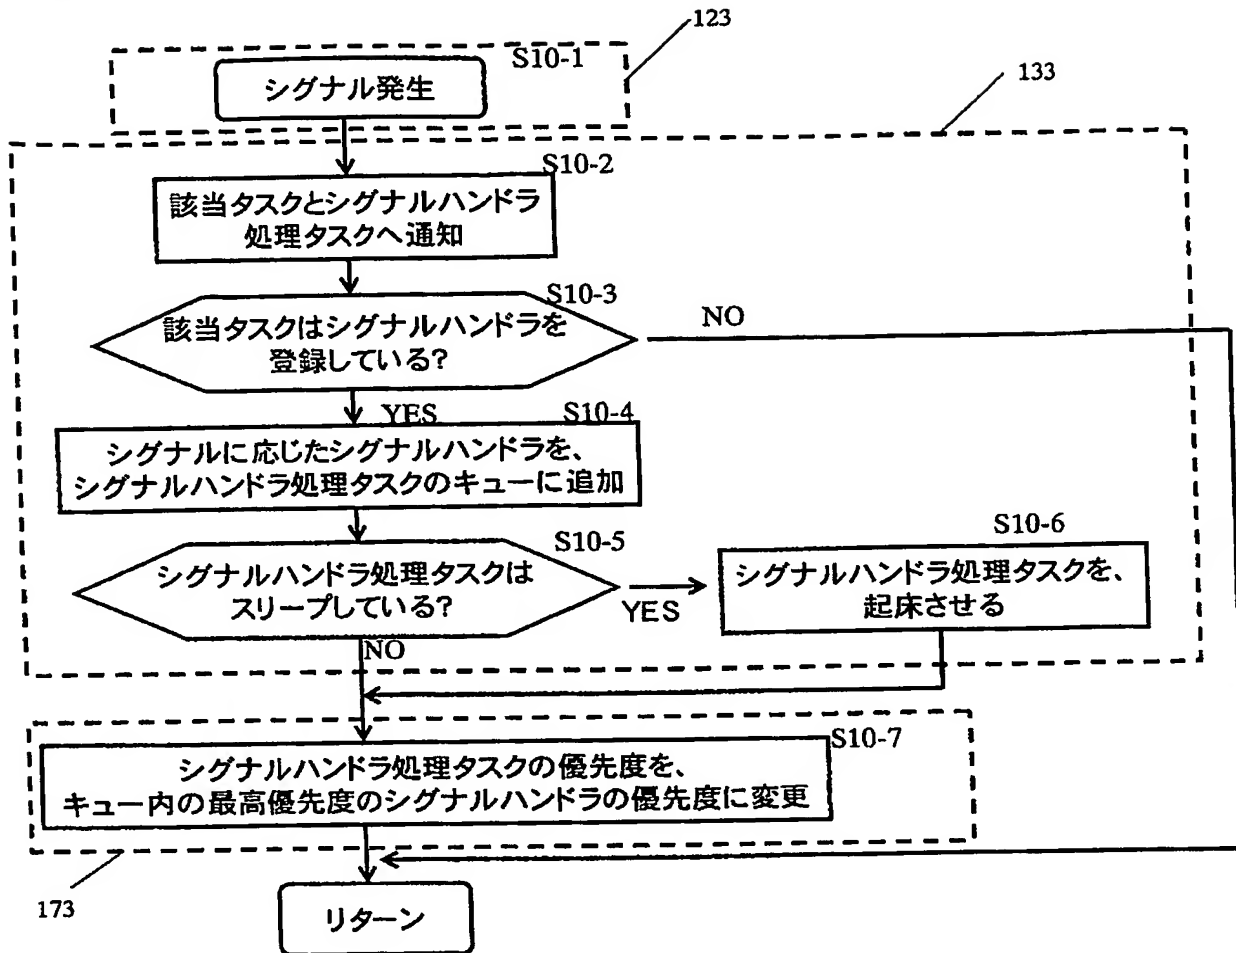 123
S10-1
シグナル発生
133
S10-2
該当タスクとシグナルハンドラ
処理タスクへ通知
S10-3
該当タスクはシグナルハンドラを
登録している?
NO
YES
S10-4
シグナルに応じたシグナルハンドラを、
シグナルハンドラ処理タスクのキューに追加
S10-5
シグナルハンドラ処理タスクは
スリープしている?
YES
NO
S10-6
シグナルハンドラ処理タスクを、
起床させる
S10-7
シグナルハンドラ処理タスクの優先度を、
キュー内の最高優先度のシグナルハンドラの優先度に変更
173
リターン